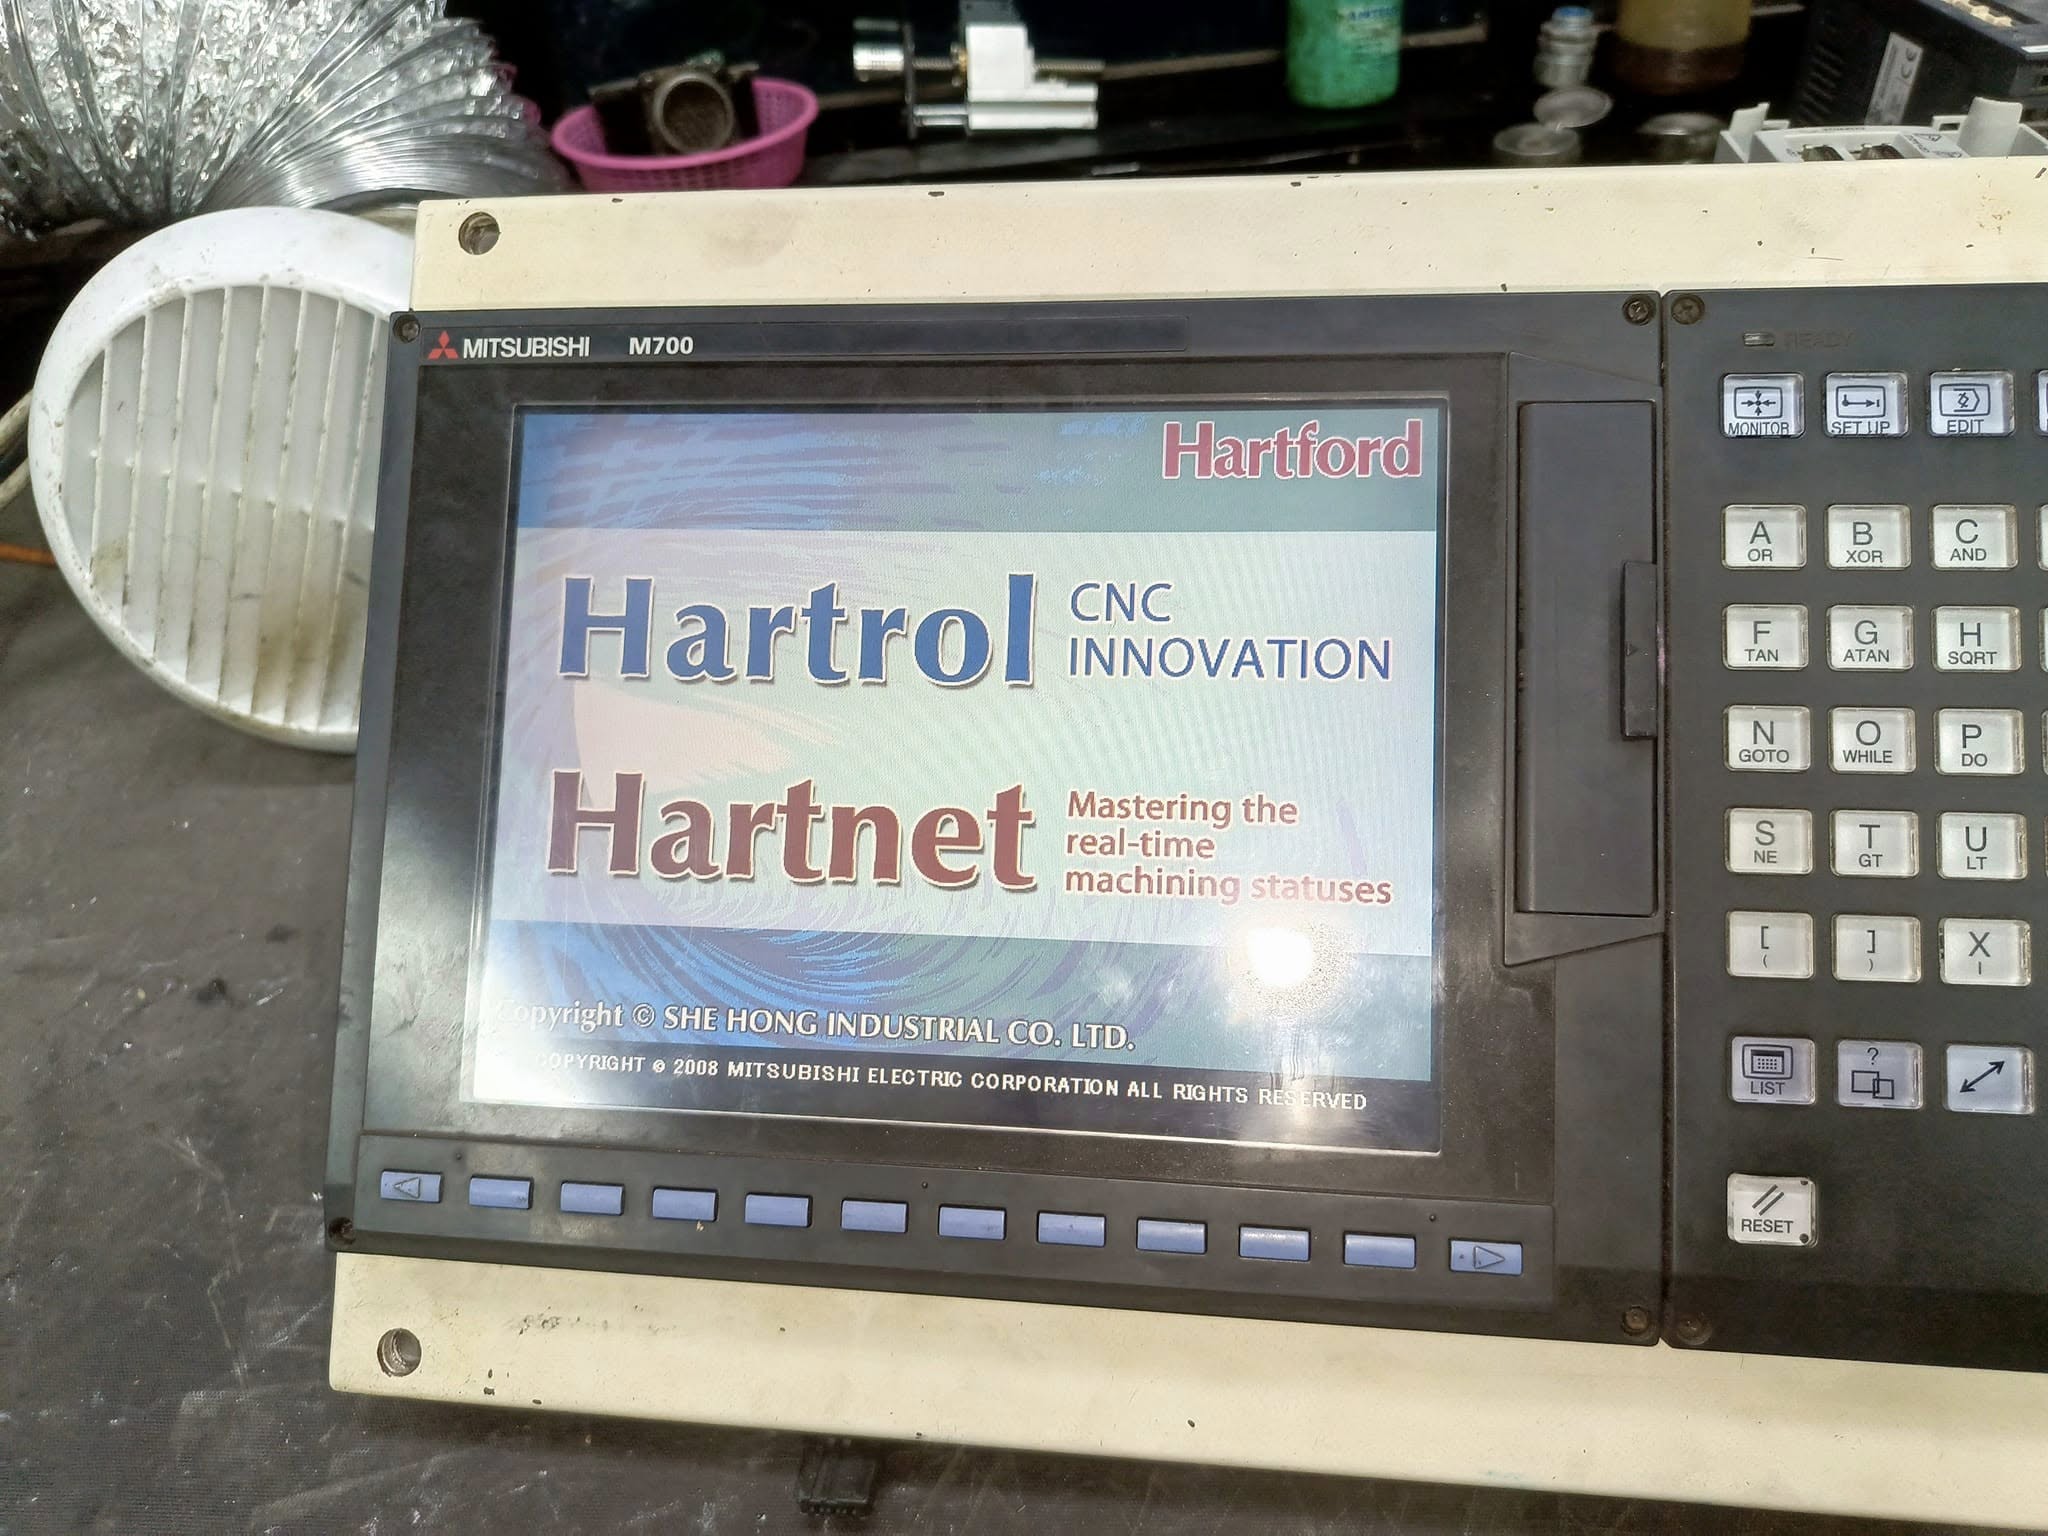 MITSUBISHI M700
Hartford
Hartrol CNC
INNOVATION
Hartnet Mastering the
real-time
machining statuses
Copyright © SHE HONG INDUSTRIAL CO. LTD.
COPYRIGHT © 2008 MITSUBISHI ELECTRIC CORPORATION ALL RIGHTS RESERVED
READY
MONITOR SET UP EDIT
A B C
OR XOR AND
F G H
TAN ATAN SQRT
N O P
GOTO WHILE DO
S T U
NE GT LT
[ ] X
( ) I
?
LIST
RESET